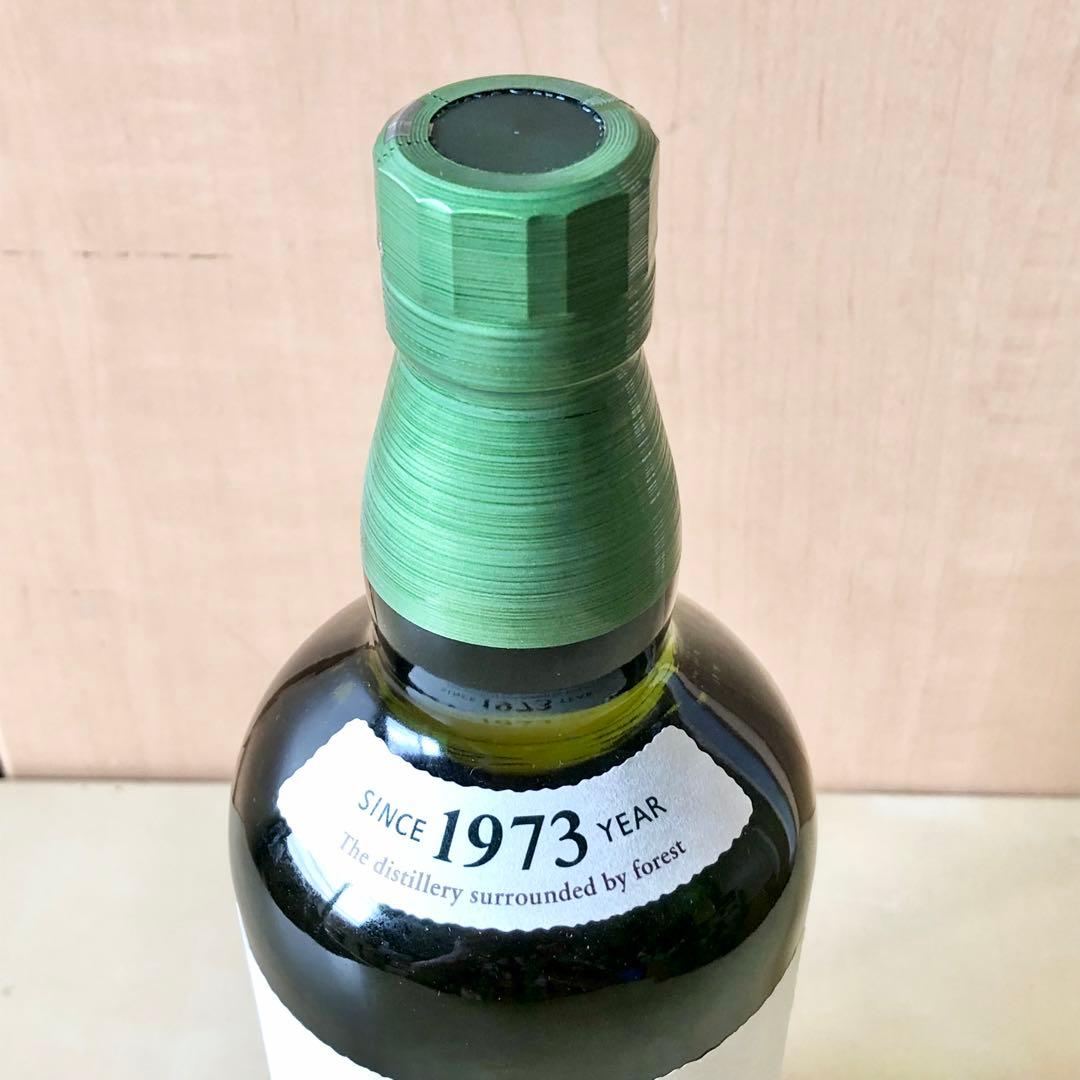 SINCE 1973 YEAR
The distillery surrounded by forest